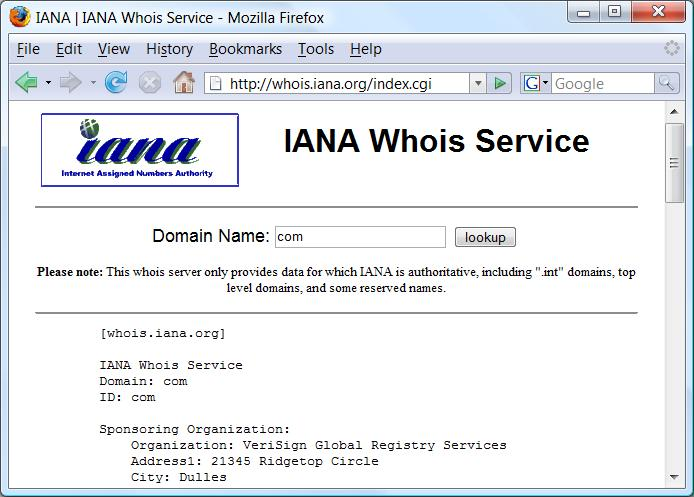 IANA | IANA Whois Service - Mozilla Firefox
File Edit View History Bookmarks Tools Help
http://whois.iana.org/index.cgi G Google
iana
Internet Assigned Numbers Authority
IANA Whois Service
Domain Name: com lookup
Please note: This whois server only provides data for which IANA is authoritative, including ".int" domains, top
level domains, and some reserved names.
[whois.iana.org]
IANA Whois Service
Domain: com
ID: com
Sponsoring Organization:
Organization: VeriSign Global Registry Services
Address1: 21345 Ridgetop Circle
City: Dulles